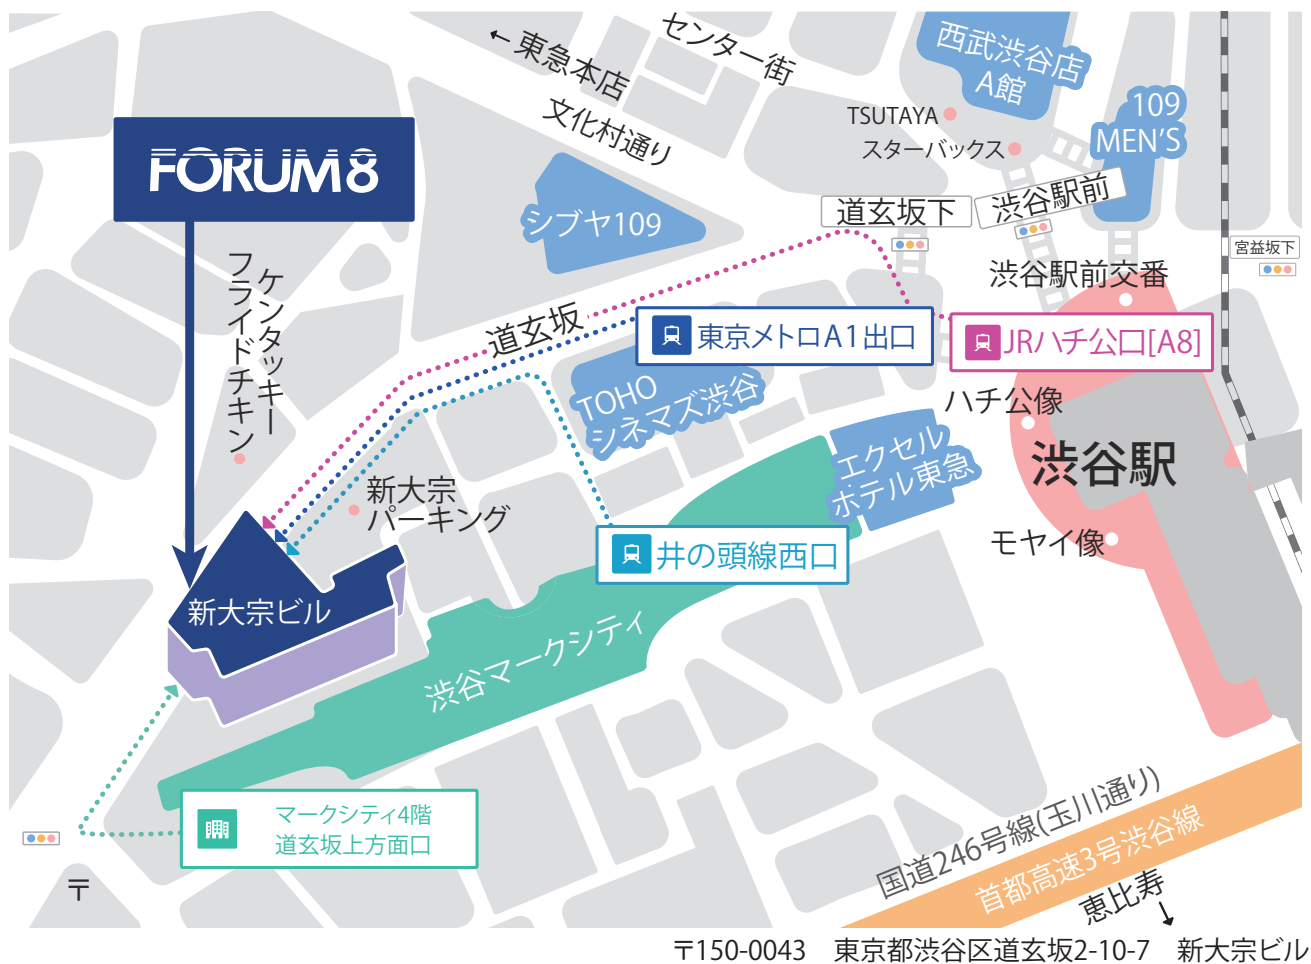 センター街
←東急本店
文化村通り
西武渋谷店
A館
109
MEN'S
TSUTAYA
スターバックス
FORUM8
シブヤ109
道玄坂下
渋谷駅前
宮益坂下
渋谷駅前交番
ケンタッキー
フライドチキン
道玄坂
東京メトロA1出口
JRハチ公口[A8]
TOHO
シネマズ渋谷
ハチ公像
エクセル
ホテル東急
渋谷駅
新大宗
パーキング
モヤイ像
井の頭線西口
新大宗ビル
渋谷マークシティ
マークシティ4階
道玄坂上方面口
国道246号線(玉川通り)
首都高速3号渋谷線
恵比寿→
〒
〒150-0043　東京都渋谷区道玄坂2-10-7　新大宗ビル